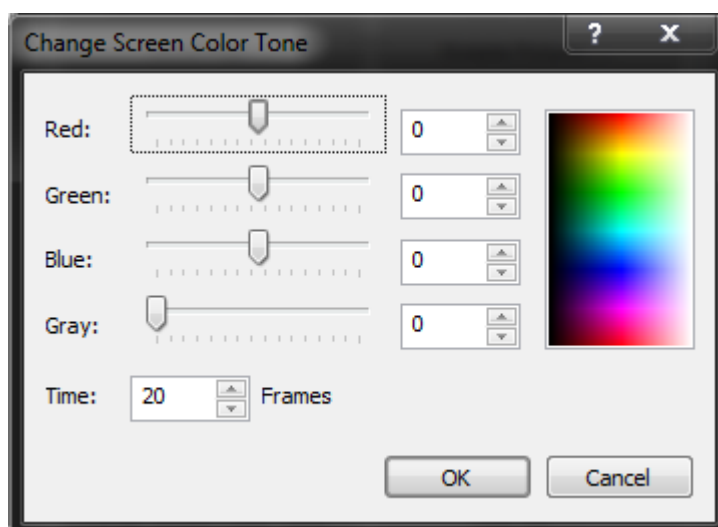 Change Screen Color Tone ? x
Red: 0
Green: 0
Blue: 0
Gray: 0
Time: 20 Frames
OK Cancel